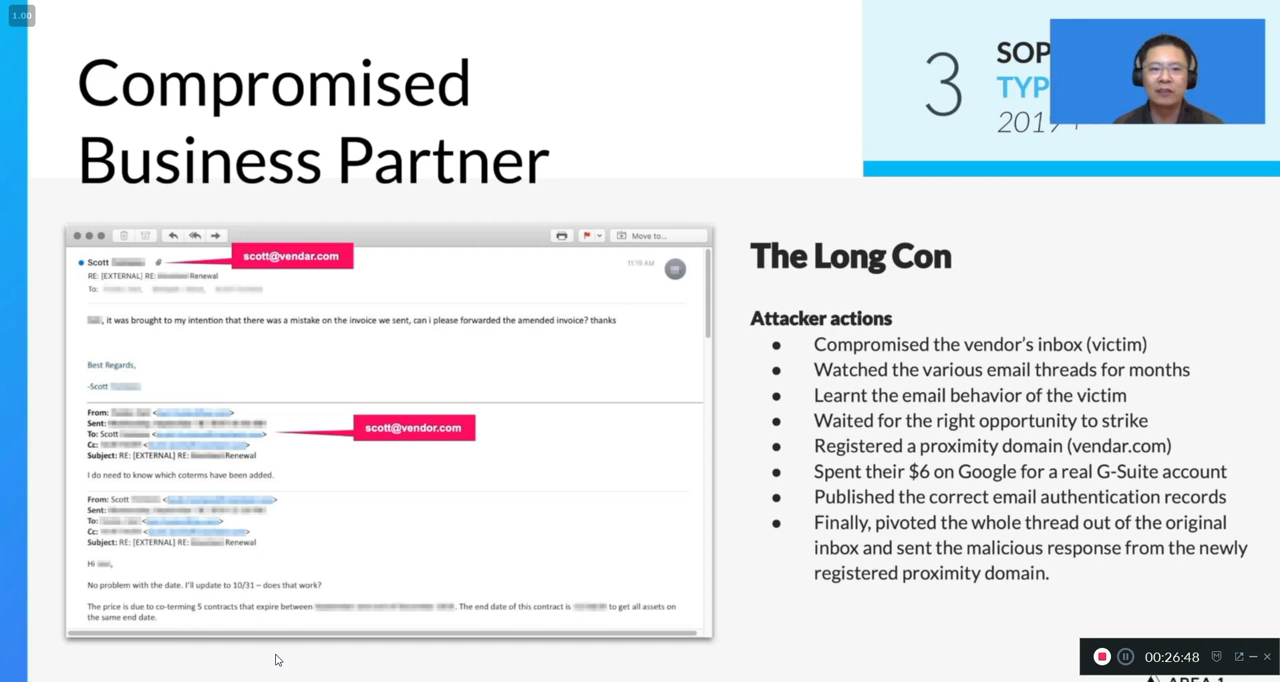 1.00
Compromised
Business Partner
3
SOP
TYP
2019+
Move to...
scott@vendar.com
Scott
11:19 AM
RE: [EXTERNAL] RE: Renewal
To:
, it was brought to my intention that there was a mistake on the invoice we sent, can i please forwarded the amended invoice? thanks
Best Regards,
-Scott
From:
Sent:
To: Scott
scott@vendor.com
Cc:
Subject: RE: [EXTERNAL] RE: Renewal
I do need to know which coterms have been added.
From: Scott
Sent:
To:
Cc:
Subject: RE: [EXTERNAL] RE: Renewal
Hi ,
No problem with the date. I'll update to 10/31 – does that work?
The price is due to co-terming 5 contracts that expire between . The end date of this contract is to get all assets on
the same end date.
The Long Con
Attacker actions
● Compromised the vendor's inbox (victim)
● Watched the various email threads for months
● Learnt the email behavior of the victim
● Waited for the right opportunity to strike
● Registered a proximity domain (vendar.com)
● Spent their $6 on Google for a real G-Suite account
● Published the correct email authentication records
● Finally, pivoted the whole thread out of the original
inbox and sent the malicious response from the newly
registered proximity domain.
00:26:48
AREA 1